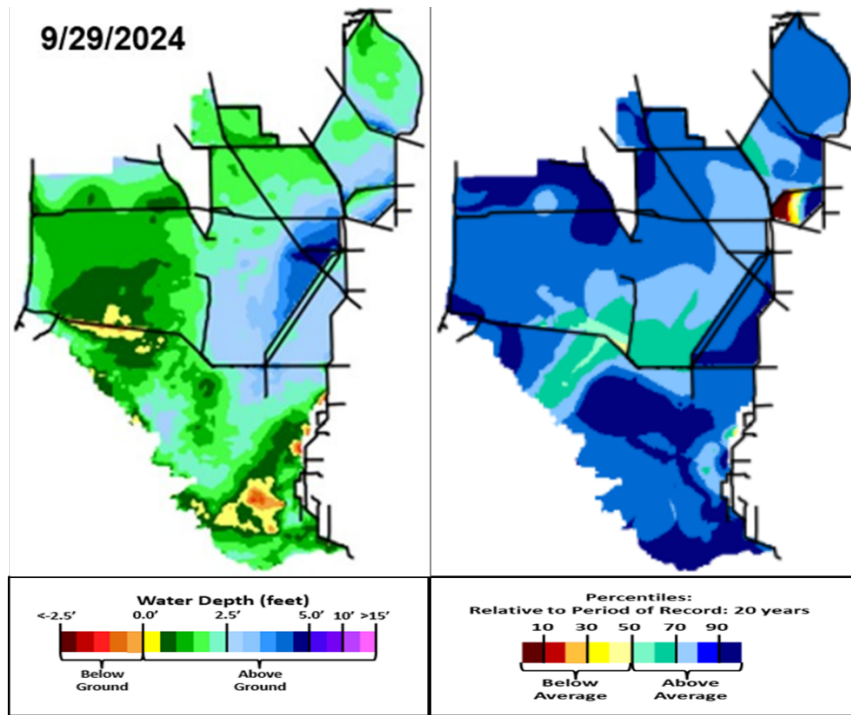 9/29/2024
Water Depth (feet)
<-2.5’ 0.0’ 2.5’ 5.0’ 10’ >15’
Below
Ground
Above
Ground
Percentiles:
Relative to Period of Record: 20 years
10 30 50 70 90
Below
Average
Above
Average